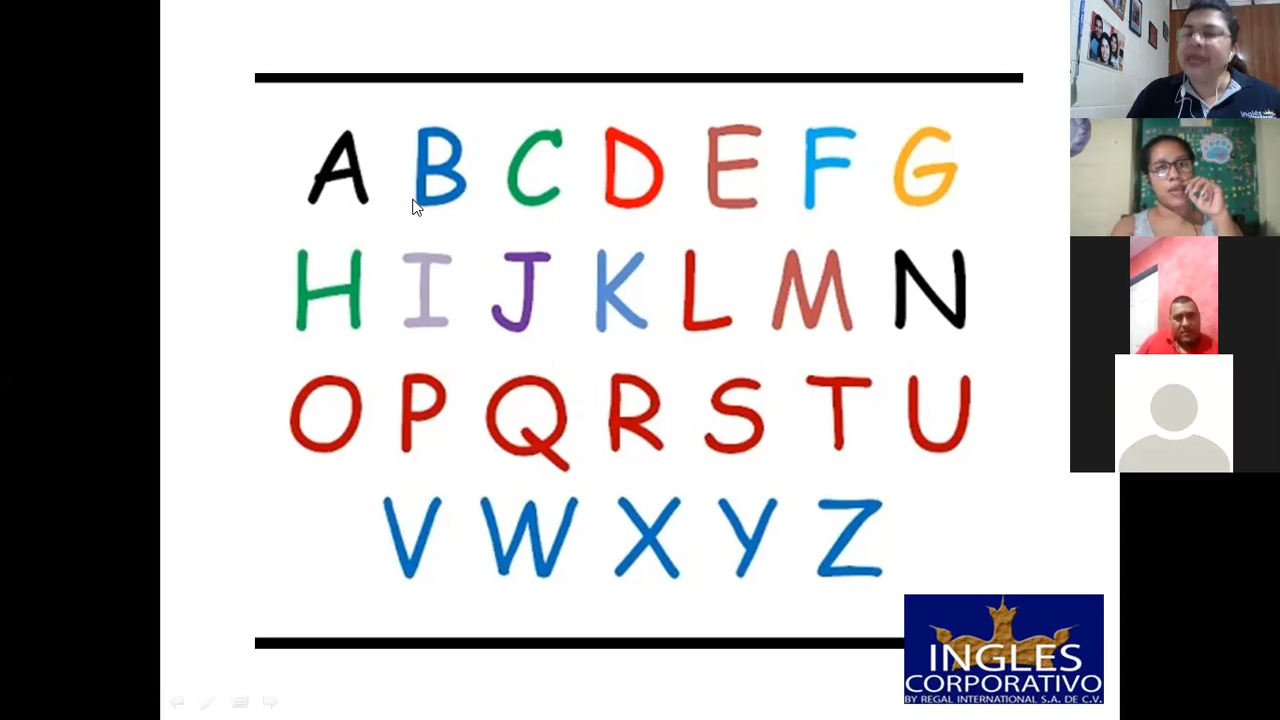 A B C D E F G
H I J K L M N
O P Q R S T U
V W X Y Z
INGLES
CORPORATIVO
BY REGAL INTERNATIONAL S.A. DE C.V.